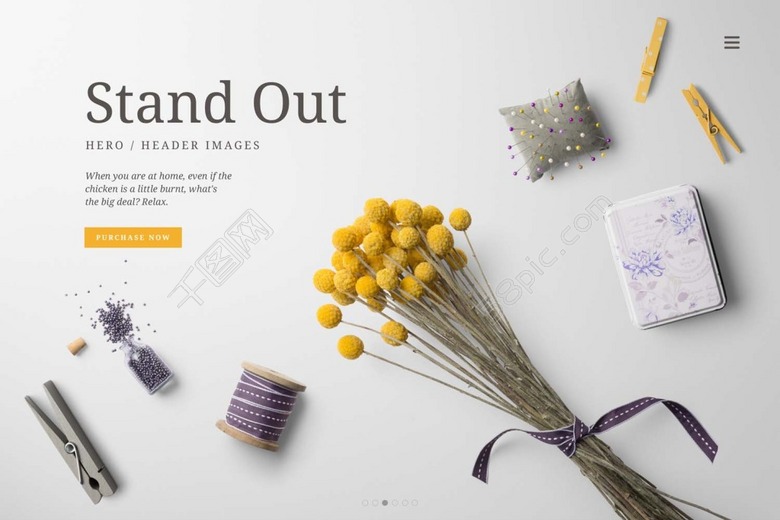 Stand Out
HERO / HEADER IMAGES
When you are at home, even if the
chicken is a little burnt, what's
the big deal? Relax.
PURCHASE NOW
千图网
58pic.com